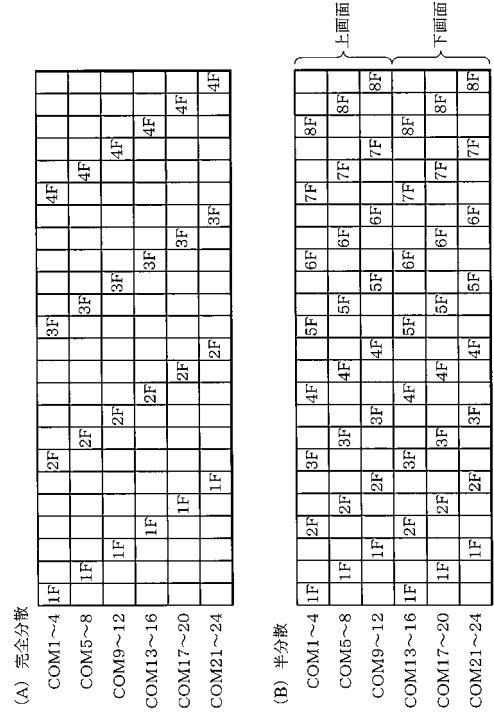 (A) 完全分散
COM1～4 1F 2F 3F 4F
COM5～8 1F 2F 3F 4F
COM9～12 1F 2F 3F 4F
COM13～16 1F 2F 3F 4F
COM17～20 1F 2F 3F 4F
COM21～24 1F 2F 3F 4F
(B) 半分散
COM1～4 1F 2F 3F 4F 5F 6F 7F 8F
COM5～8 1F 2F 3F 4F 5F 6F 7F 8F
COM9～12 1F 2F 3F 4F 5F 6F 7F 8F
上画面
COM13～16 1F 2F 3F 4F 5F 6F 7F 8F
COM17～20 1F 2F 3F 4F 5F 6F 7F 8F
COM21～24 1F 2F 3F 4F 5F 6F 7F 8F
下画面